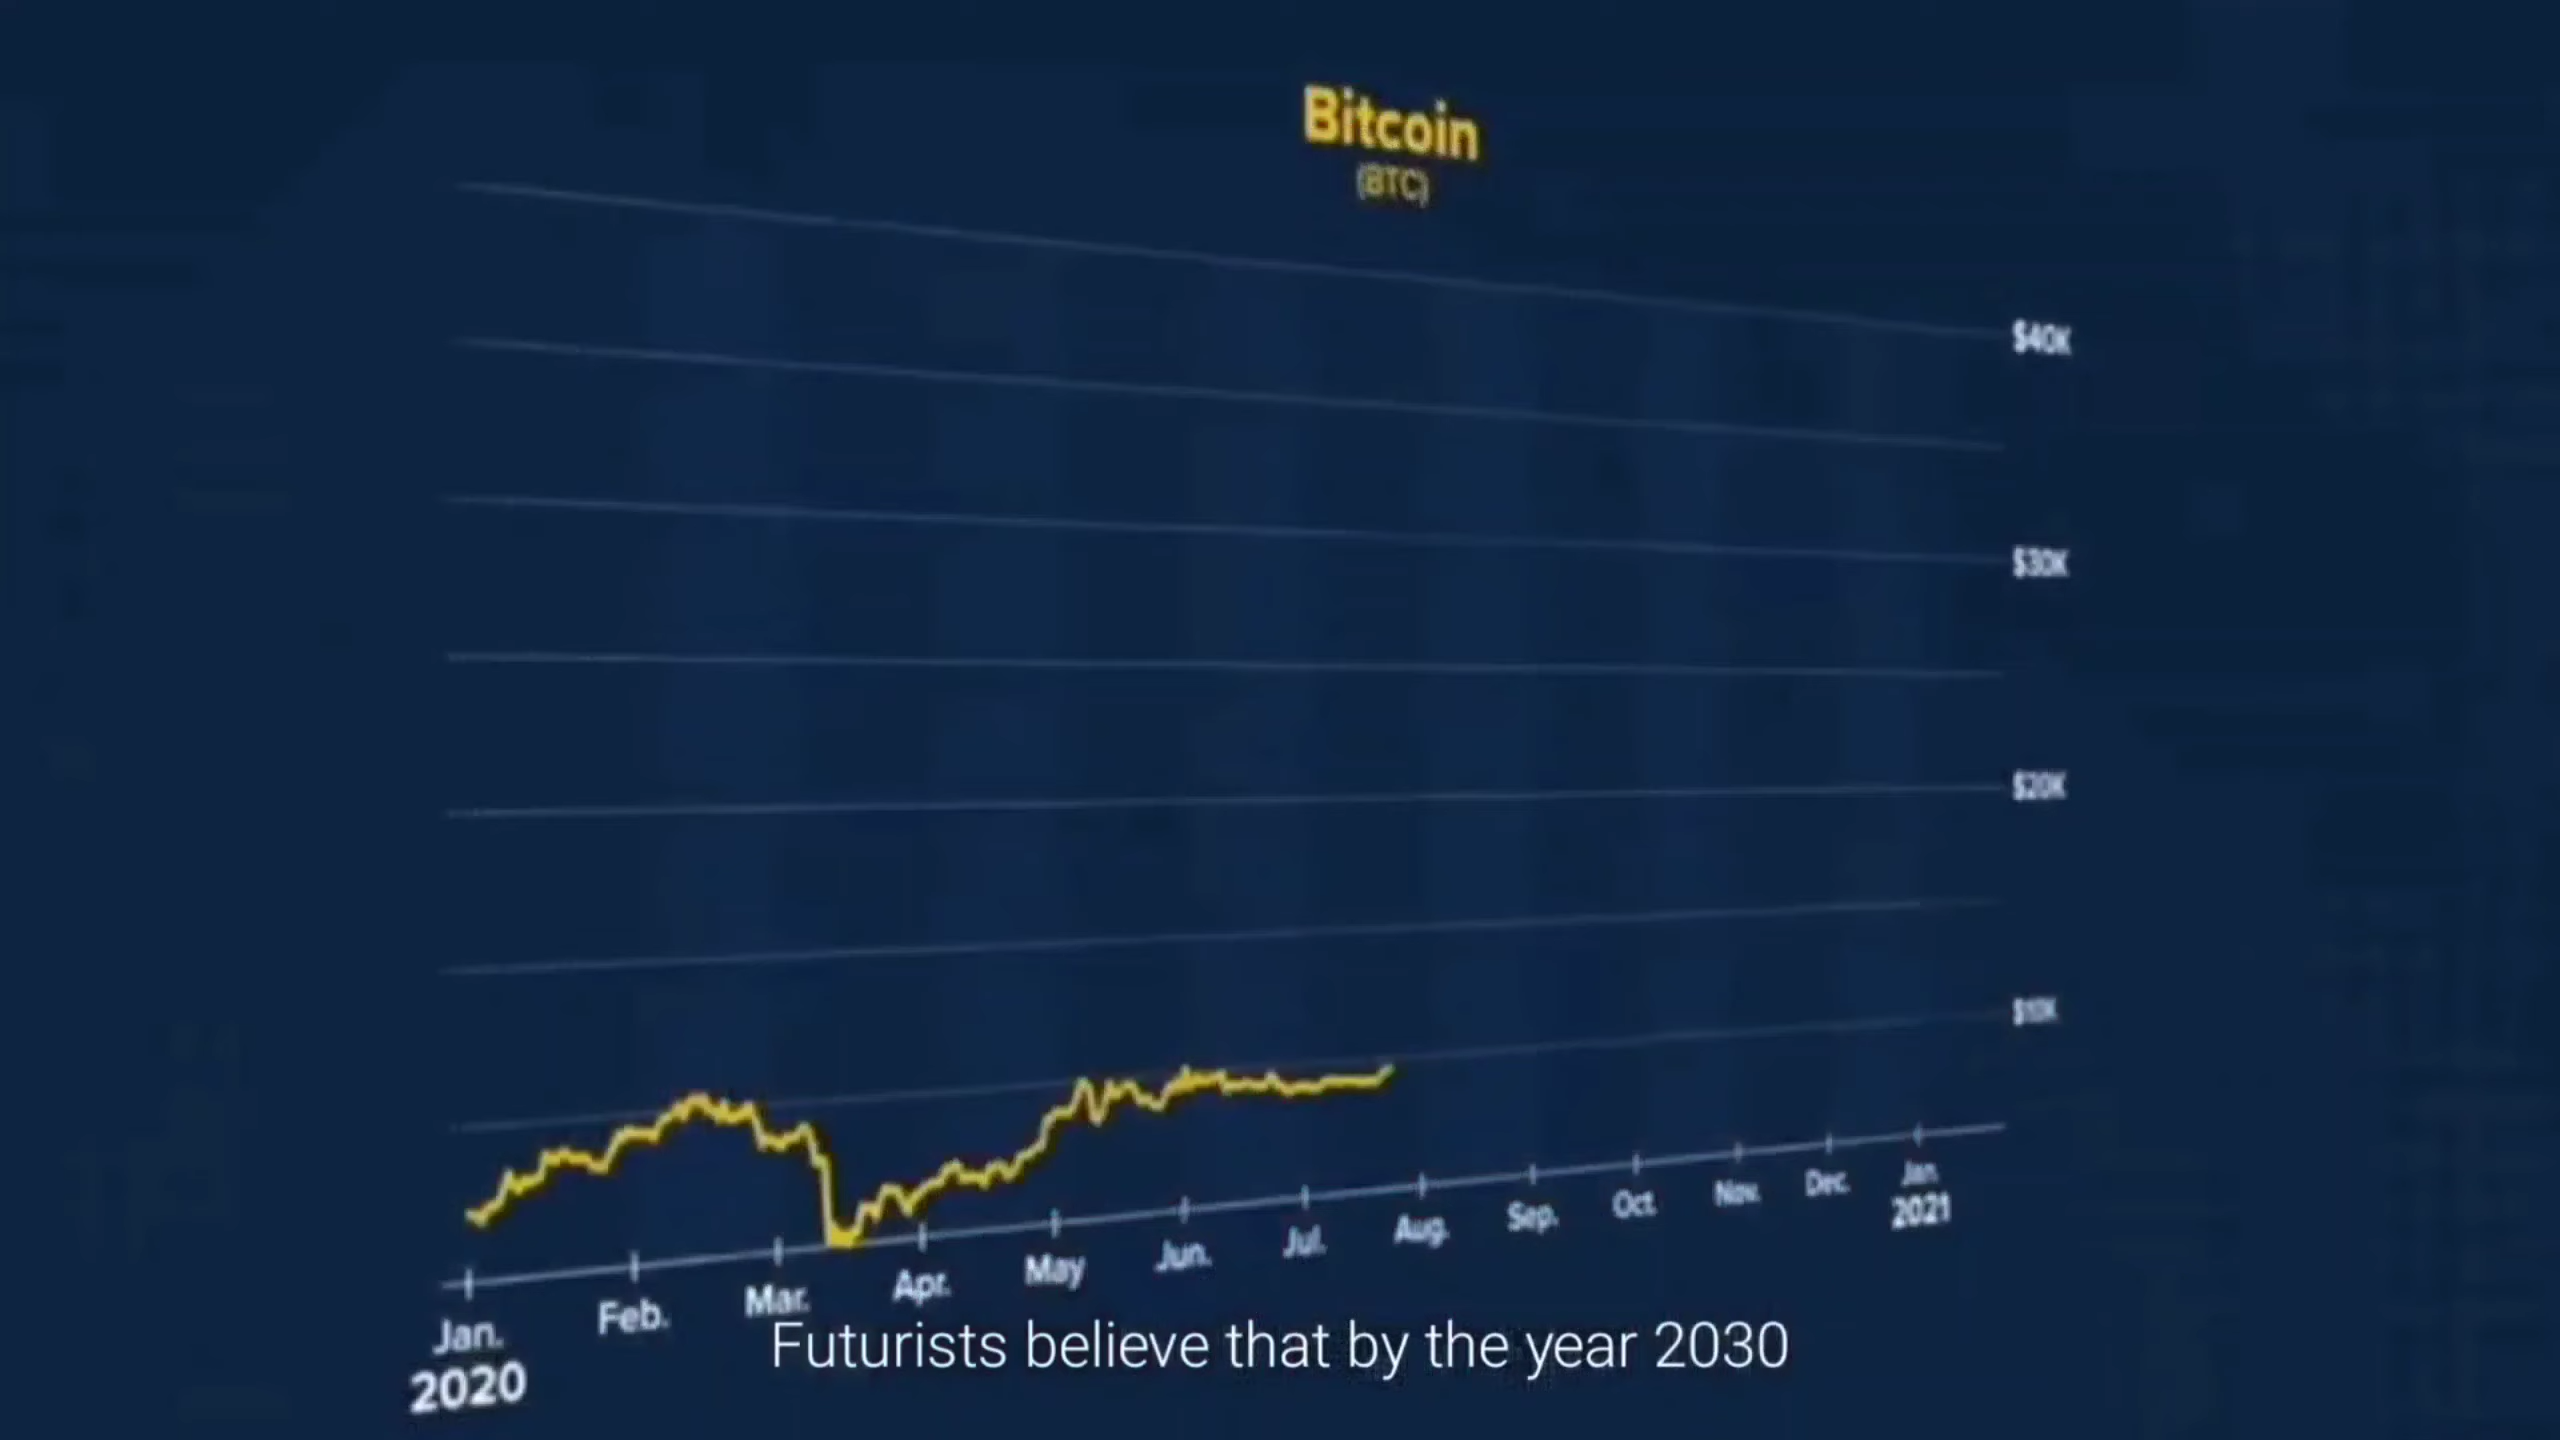 Bitcoin
(BTC)
$40K
$30K
$20K
$10K
Jan. Feb. Mar. Apr. May Jun. Jul. Aug. Sep. Oct. Nov. Dec. Jan.
2020 2021
Futurists believe that by the year 2030